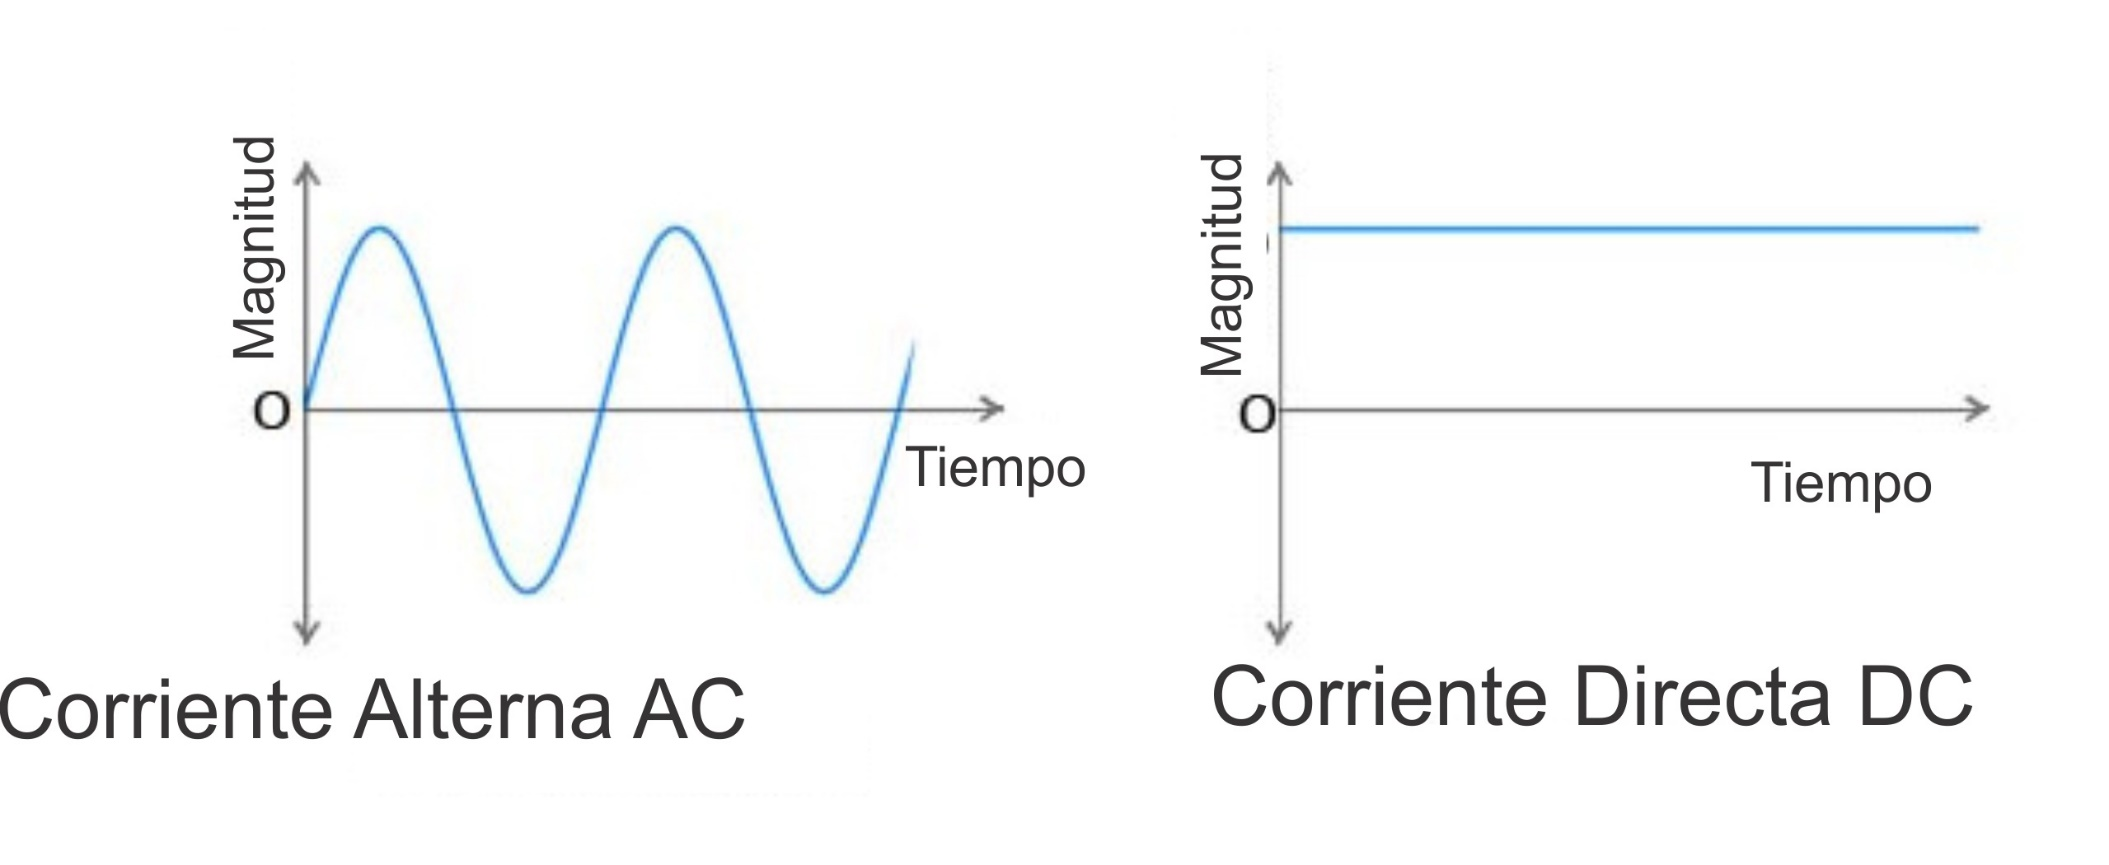 Magnitud
O
Tiempo
Corriente Alterna AC
Magnitud
O
Tiempo
Corriente Directa DC